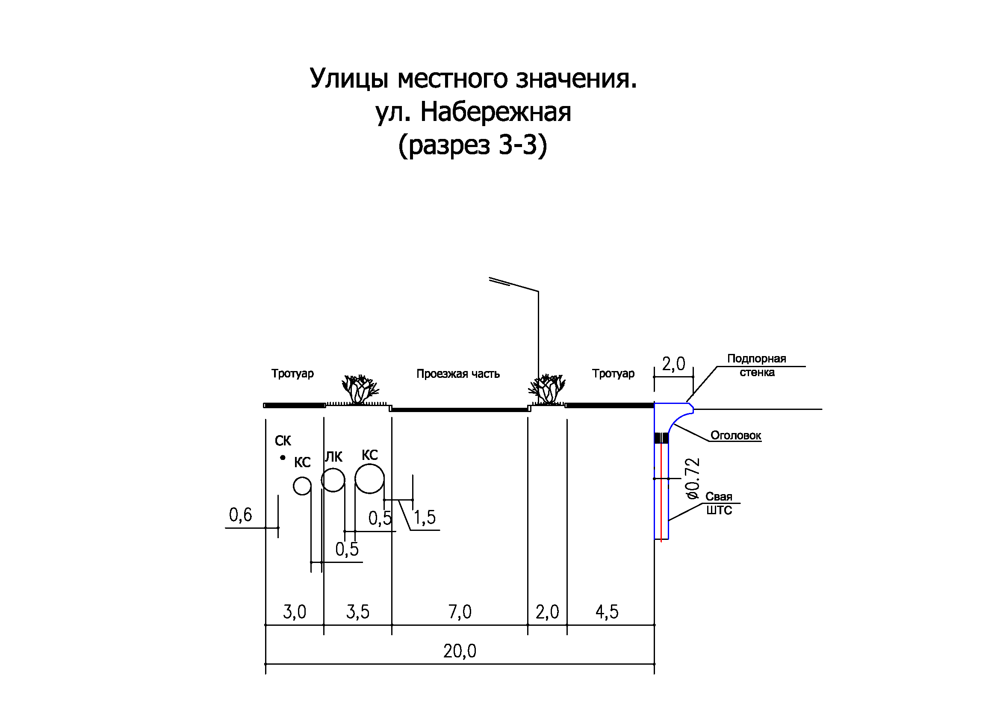 Улицы местного значения.
ул. Набережная
(разрез 3-3)
2,0
Подпорная
стенка
Тротуар
Проезжая часть
Тротуар
Оголовок
СК
КС
ЛК
КС
ø0.72
Свая
ШТС
0,6
0,5
1,5
0,5
3,0
3,5
7,0
2,0
4,5
20,0